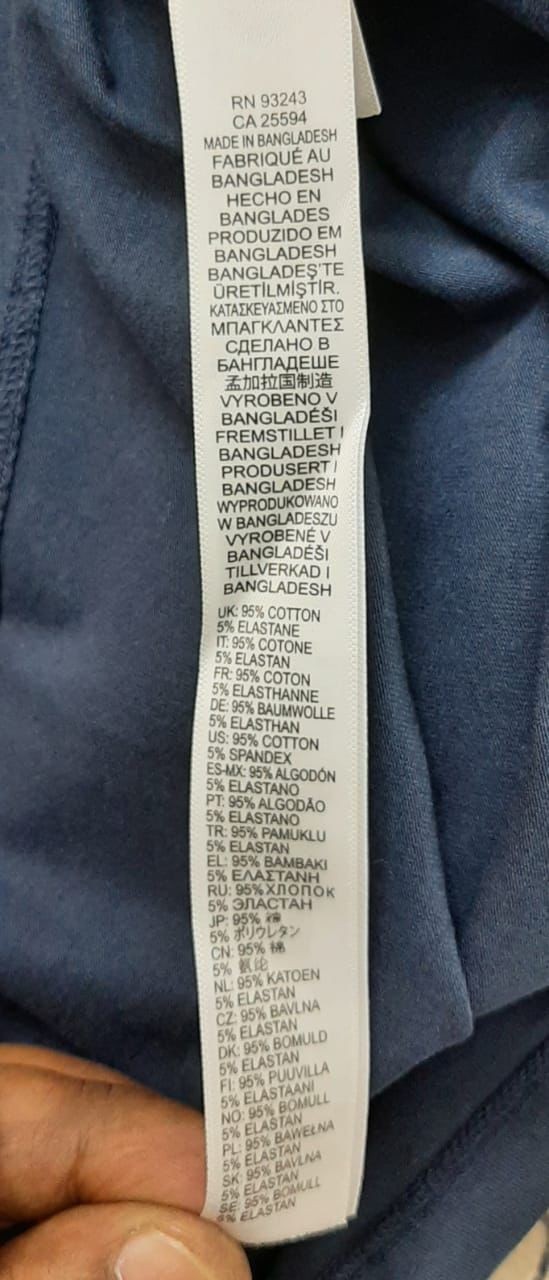 RN 93243
CA 25594
MADE IN BANGLADESH
FABRIQUÉ AU
BANGLADESH
HECHO EN
BANGLADES
PRODUZIDO EM
BANGLADESH
BANGLADEŞ'TE
ÜRETİLMİŞTİR.
ΚΑΤΑΣΚΕΥΑΣΜΕΝΟ ΣΤΟ
ΜΠΑΓΚΛΑΝΤΕΣ
СДЕЛАНО В
БАНГЛАДЕШЕ
孟加拉国制造
VYROBENO V
BANGLADÉŠI
FREMSTILLET I
BANGLADESH
PRODUSERT I
BANGLADESH
WYPRODUKOWANO
W BANGLADESZU
VYROBENÉ V
BANGLADÉŠI
TILLVERKAD I
BANGLADESH
UK: 95% COTTON
5% ELASTANE
IT: 95% COTONE
5% ELASTAN
FR: 95% COTON
5% ELASTHANNE
DE: 95% BAUMWOLLE
5% ELASTHAN
US: 95% COTTON
5% SPANDEX
ES-MX: 95% ALGODÓN
5% ELASTANO
PT: 95% ALGODÃO
5% ELASTANO
TR: 95% PAMUKLU
5% ELASTAN
EL: 95% ΒΑΜΒΑΚΙ
5% ΕΛΑΣΤΑΝΗ
RU: 95% ХЛОПОК
5% ЭЛАСТАН
JP: 95% 綿
5% ポリウレタン
CN: 95% 棉
5% 氨纶
NL: 95% KATOEN
5% ELASTAN
CZ: 95% BAVLNA
5% ELASTAN
DK: 95% BOMULD
5% ELASTAN
FI: 95% PUUVILLA
5% ELASTAANI
NO: 95% BOMULL
5% ELASTAN
PL: 95% BAWEŁNA
5% ELASTAN
SK: 95% BAVLNA
5% ELASTAN
SE: 95% BOMULL
5% ELASTAN